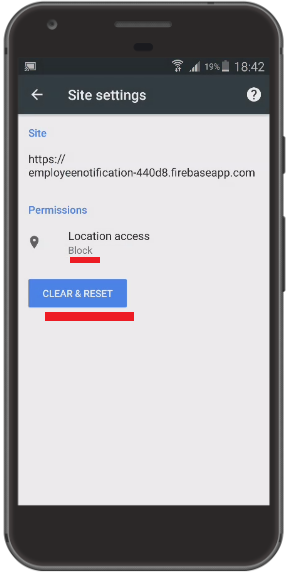 19% 18:42
Site settings
Site
https://
employeenotification-440d8.firebaseapp.com
Permissions
Location access
Block
CLEAR & RESET